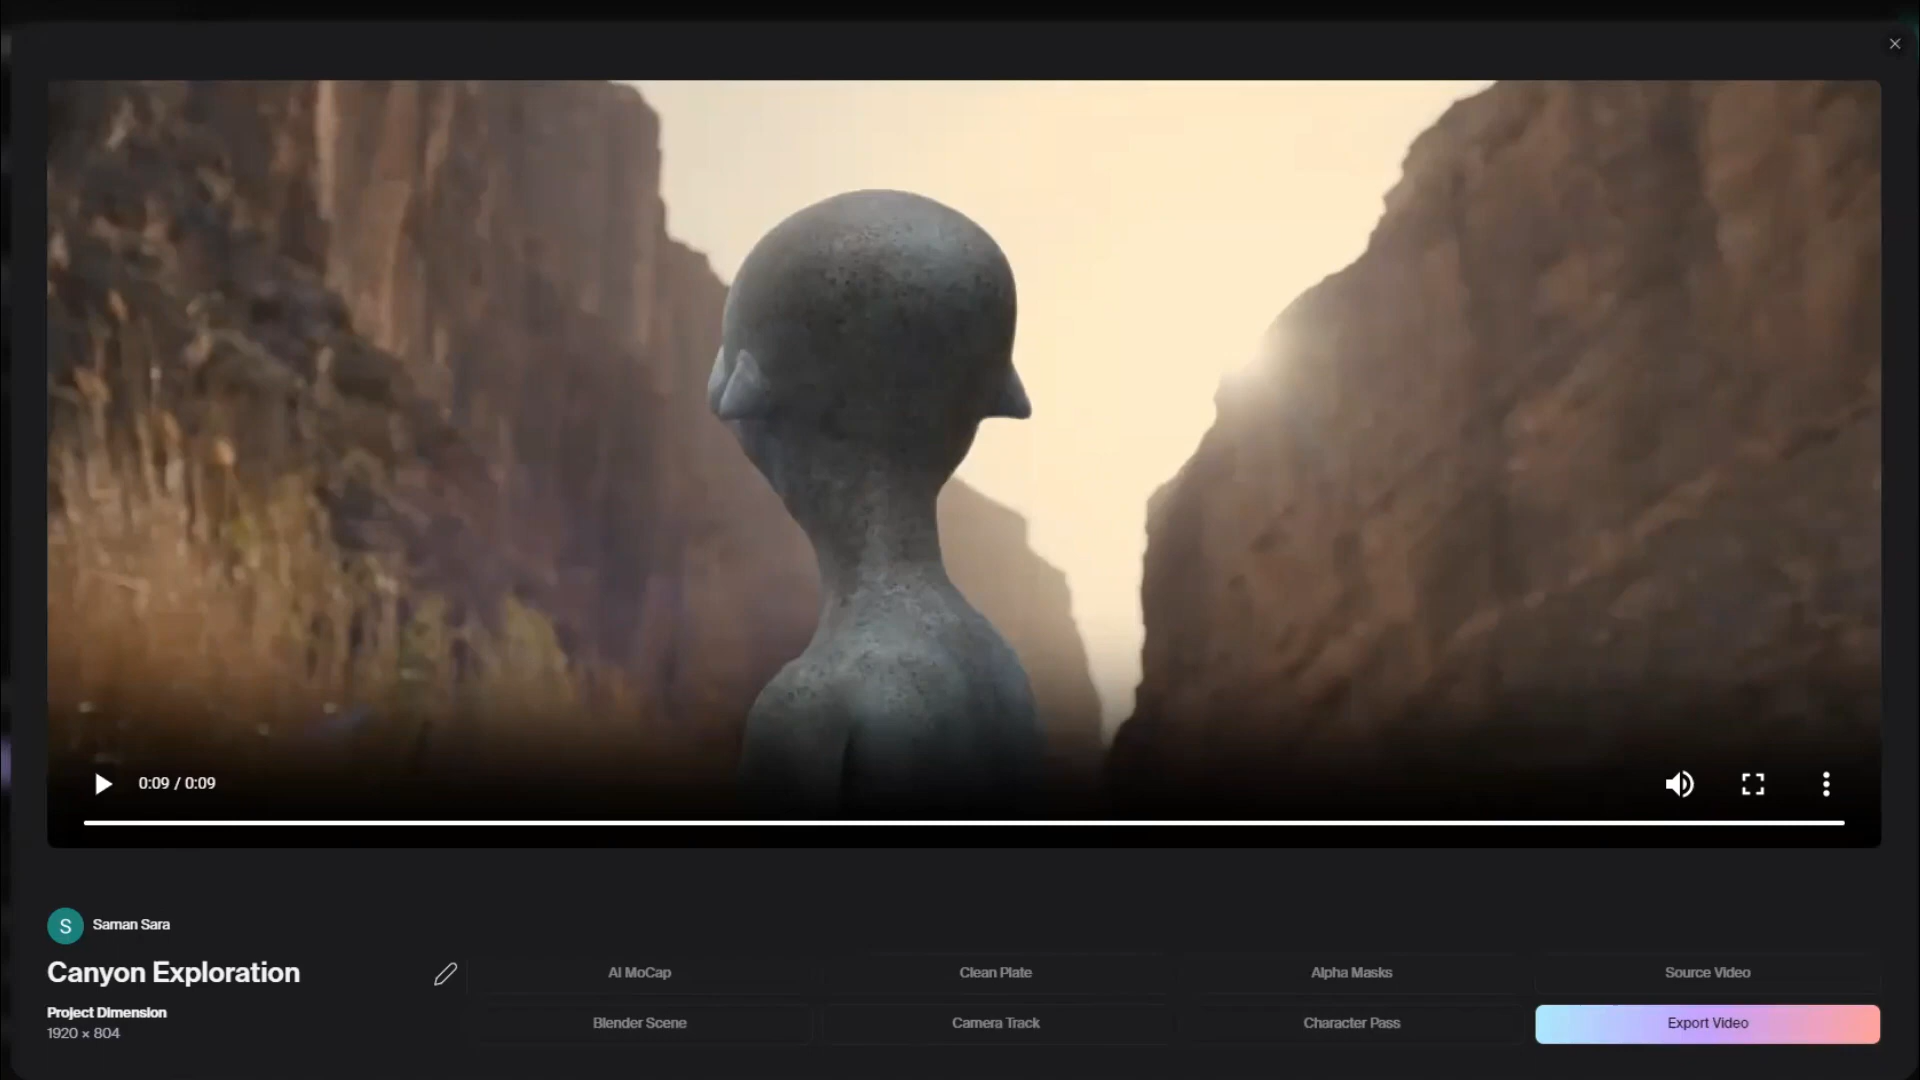 0:09 / 0:09
S
Saman Sara
Canyon Exploration
Project Dimension
1920 × 804
AI MoCap
Clean Plate
Alpha Masks
Source Video
Blender Scene
Camera Track
Character Pass
Export Video